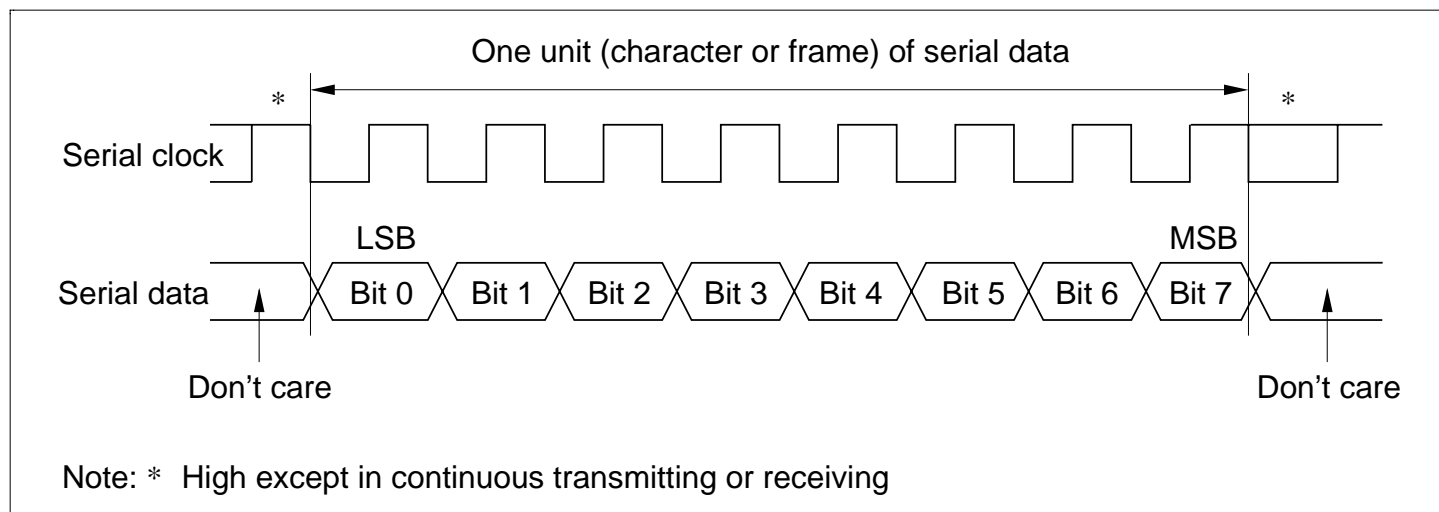 One unit (character or frame) of serial data
* *
Serial clock
LSB MSB
Serial data Bit 0 Bit 1 Bit 2 Bit 3 Bit 4 Bit 5 Bit 6 Bit 7
Don’t care Don’t care
Note: * High except in continuous transmitting or receiving